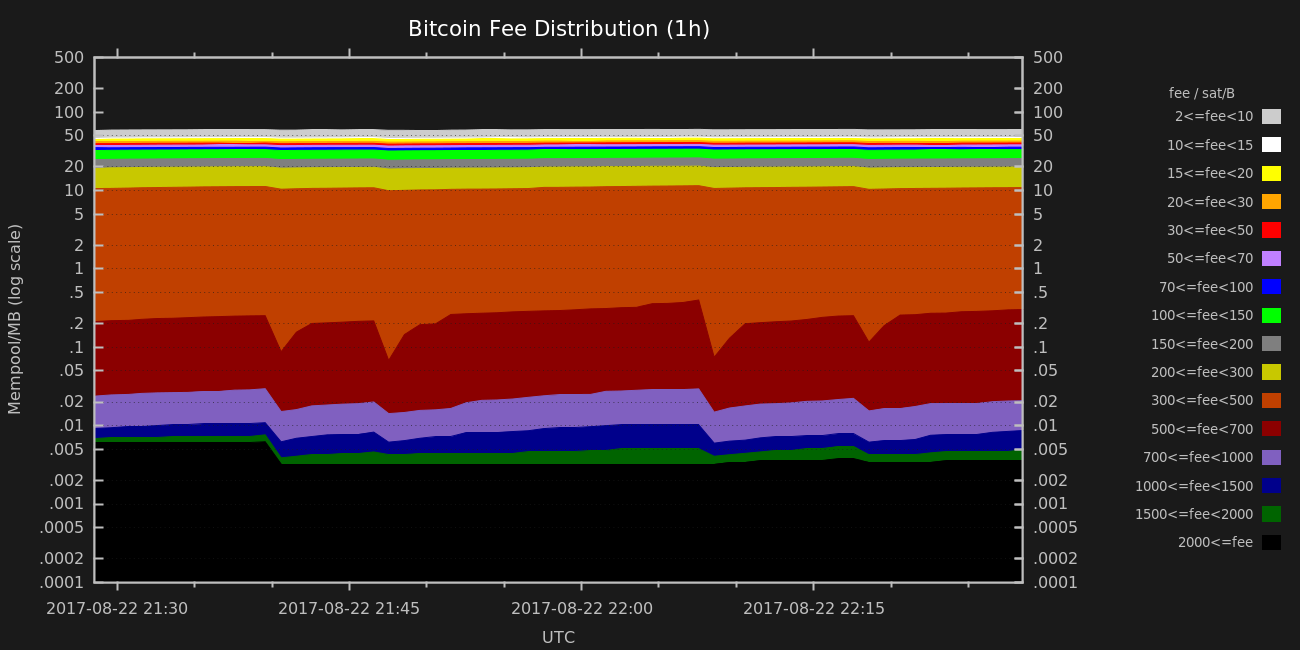 Bitcoin Fee Distribution (1h)
500
200
100
50
20
10
5
2
1
.5
.2
.1
.05
.02
.01
.005
.002
.001
.0005
.0002
.0001
Mempool/MB (log scale)
500
200
100
50
20
10
5
2
1
.5
.2
.1
.05
.02
.01
.005
.002
.001
.0005
.0002
.0001
2017-08-22 21:30
2017-08-22 21:45
2017-08-22 22:00
2017-08-22 22:15
UTC
fee / sat/B
2<=fee<10
10<=fee<15
15<=fee<20
20<=fee<30
30<=fee<50
50<=fee<70
70<=fee<100
100<=fee<150
150<=fee<200
200<=fee<300
300<=fee<500
500<=fee<700
700<=fee<1000
1000<=fee<1500
1500<=fee<2000
2000<=fee